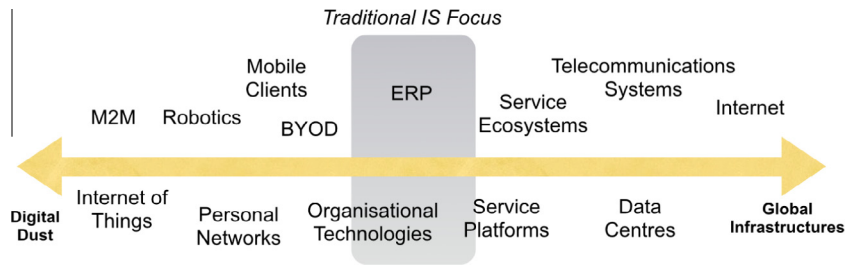 Traditional IS Focus
Mobile
Clients
ERP
Telecommunications
Systems
M2M
Robotics
BYOD
Service
Ecosystems
Internet
Digital
Dust
Internet of
Things
Personal
Networks
Organisational
Technologies
Service
Platforms
Data
Centres
Global
Infrastructures